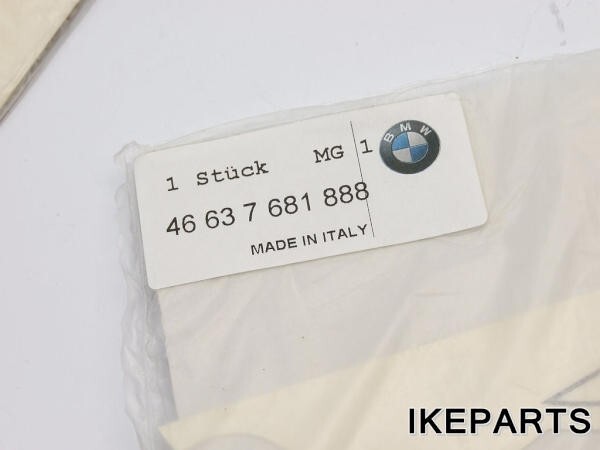 1 Stück MG 1
BMW
46 63 7 681 888
MADE IN ITALY
IKEPARTS